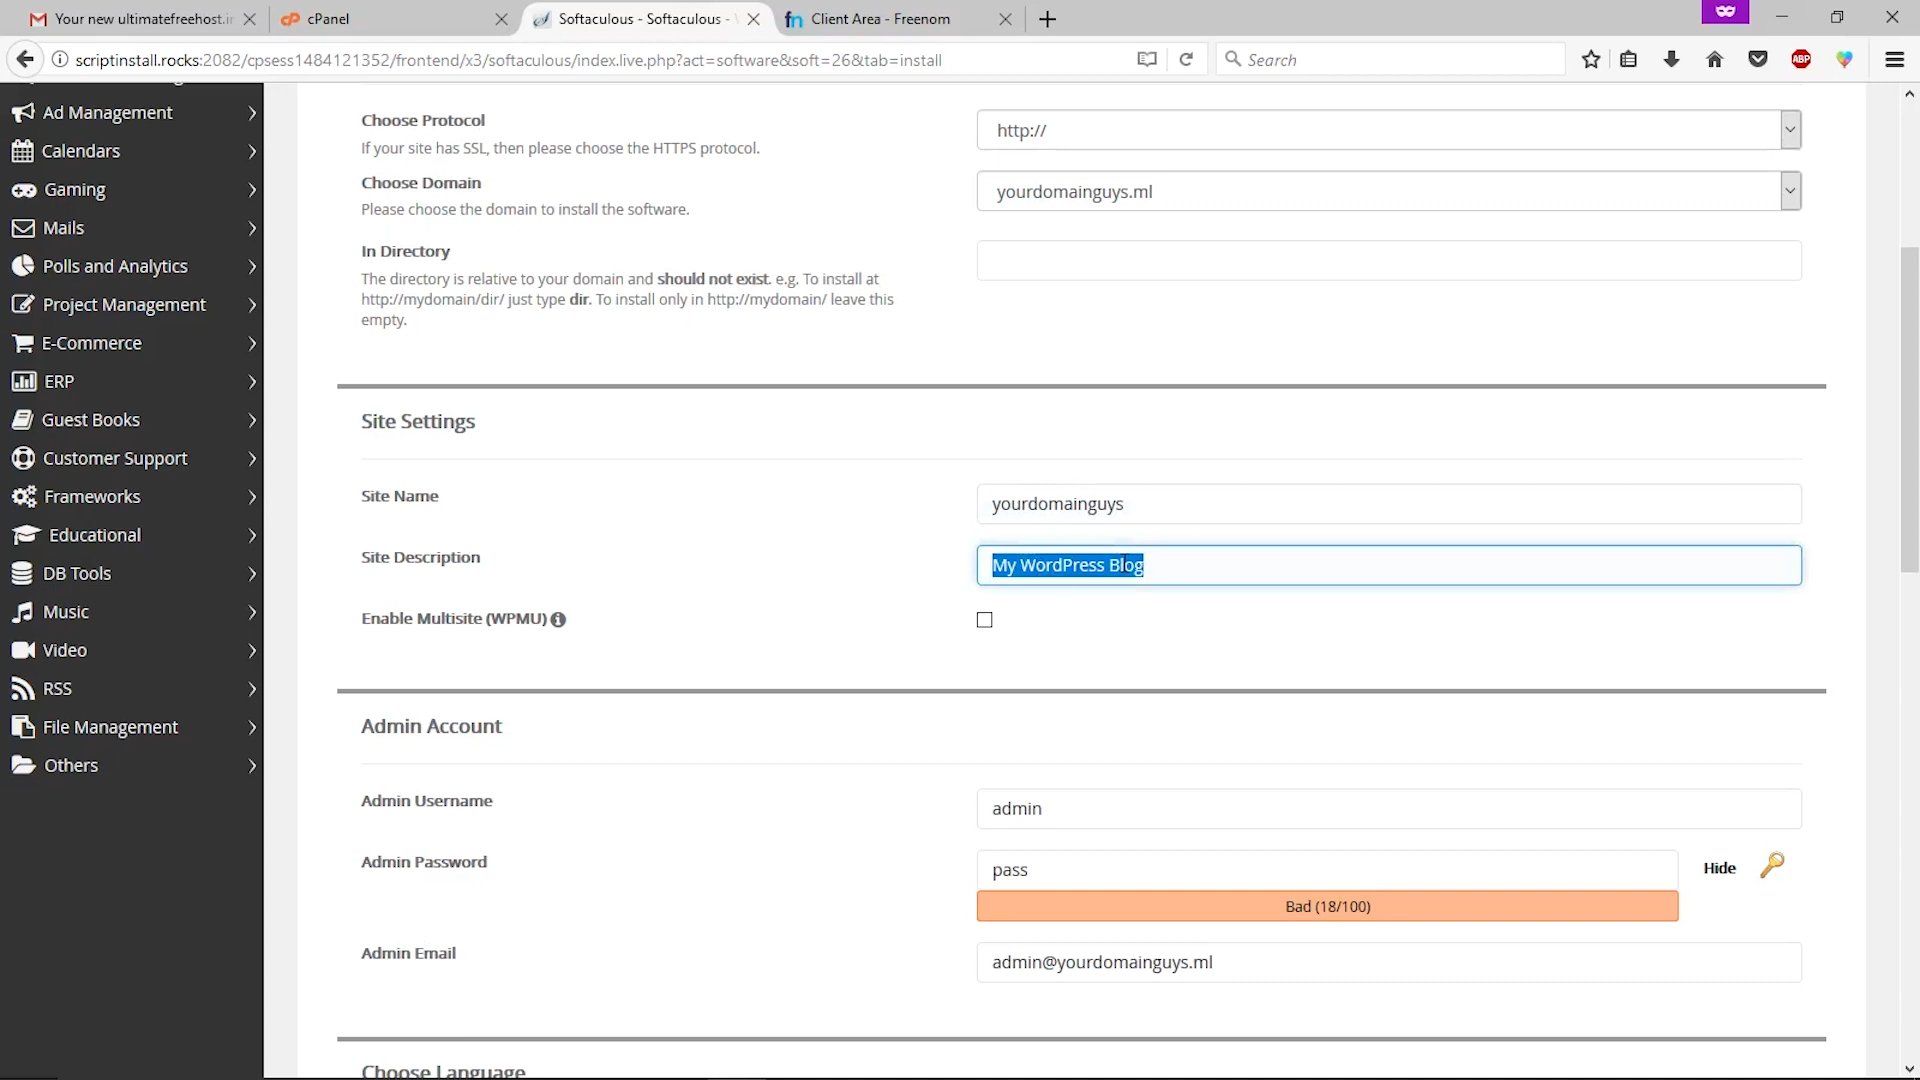 Your new ultimatefreehost.in
cPanel
Softaculous - Softaculous -
Client Area - Freenom
scriptinstall.rocks:2082/cpsess1484121352/frontend/x3/softaculous/index.live.php?act=software&soft=26&tab=install
Search
ABP
Ad Management
Calendars
Gaming
Mails
Polls and Analytics
Project Management
E-Commerce
ERP
Guest Books
Customer Support
Frameworks
Educational
DB Tools
Music
Video
RSS
File Management
Others
Choose Protocol
If your site has SSL, then please choose the HTTPS protocol.
http://
Choose Domain
Please choose the domain to install the software.
yourdomainguys.ml
In Directory
The directory is relative to your domain and should not exist. e.g. To install at
http://mydomain/dir/ just type dir. To install only in http://mydomain/ leave this
empty.
Site Settings
Site Name
yourdomainguys
Site Description
My WordPress Blog
Enable Multisite (WPMU)
Admin Account
Admin Username
admin
Admin Password
pass
Hide
Bad (18/100)
Admin Email
admin@yourdomainguys.ml
Choose Language